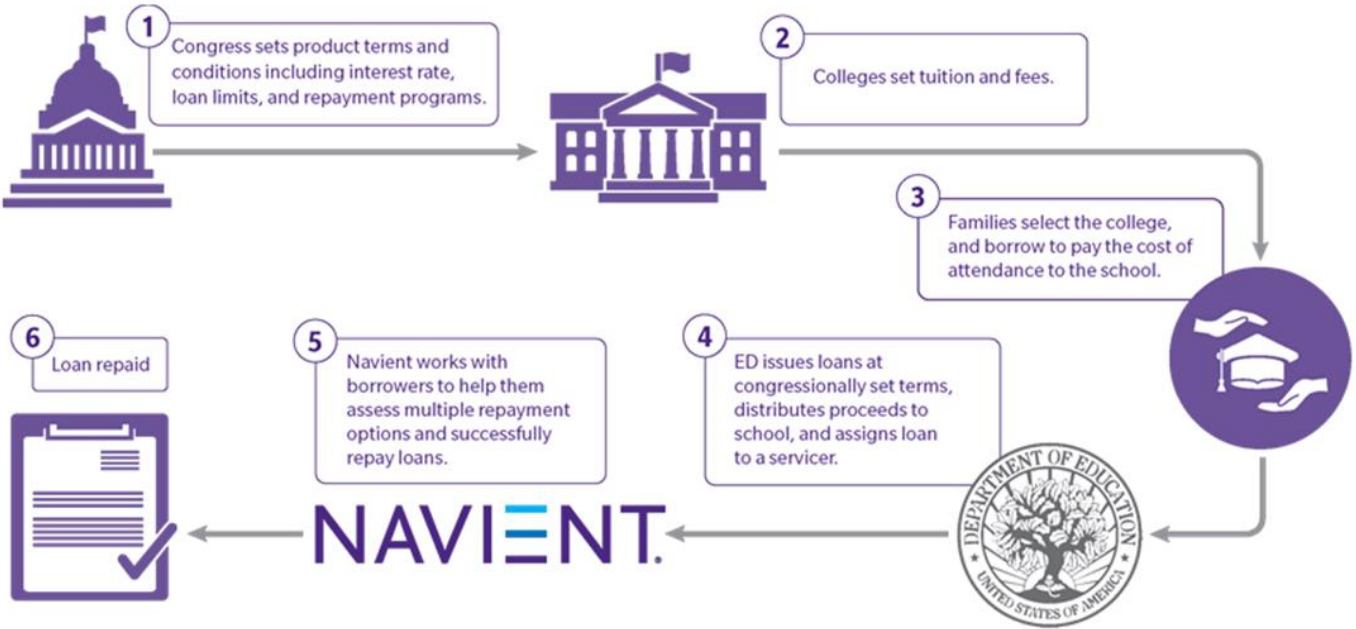 1
Congress sets product terms and
conditions including interest rate,
loan limits, and repayment programs.
2
Colleges set tuition and fees.
3
Families select the college,
and borrow to pay the cost of
attendance to the school.
4
ED issues loans at
congressionally set terms,
distributes proceeds to
school, and assigns loan
to a servicer.
DEPARTMENT OF EDUCATION
UNITED STATES OF AMERICA
5
Navient works with
borrowers to help them
assess multiple repayment
options and successfully
repay loans.
NAVIENT.
6
Loan repaid